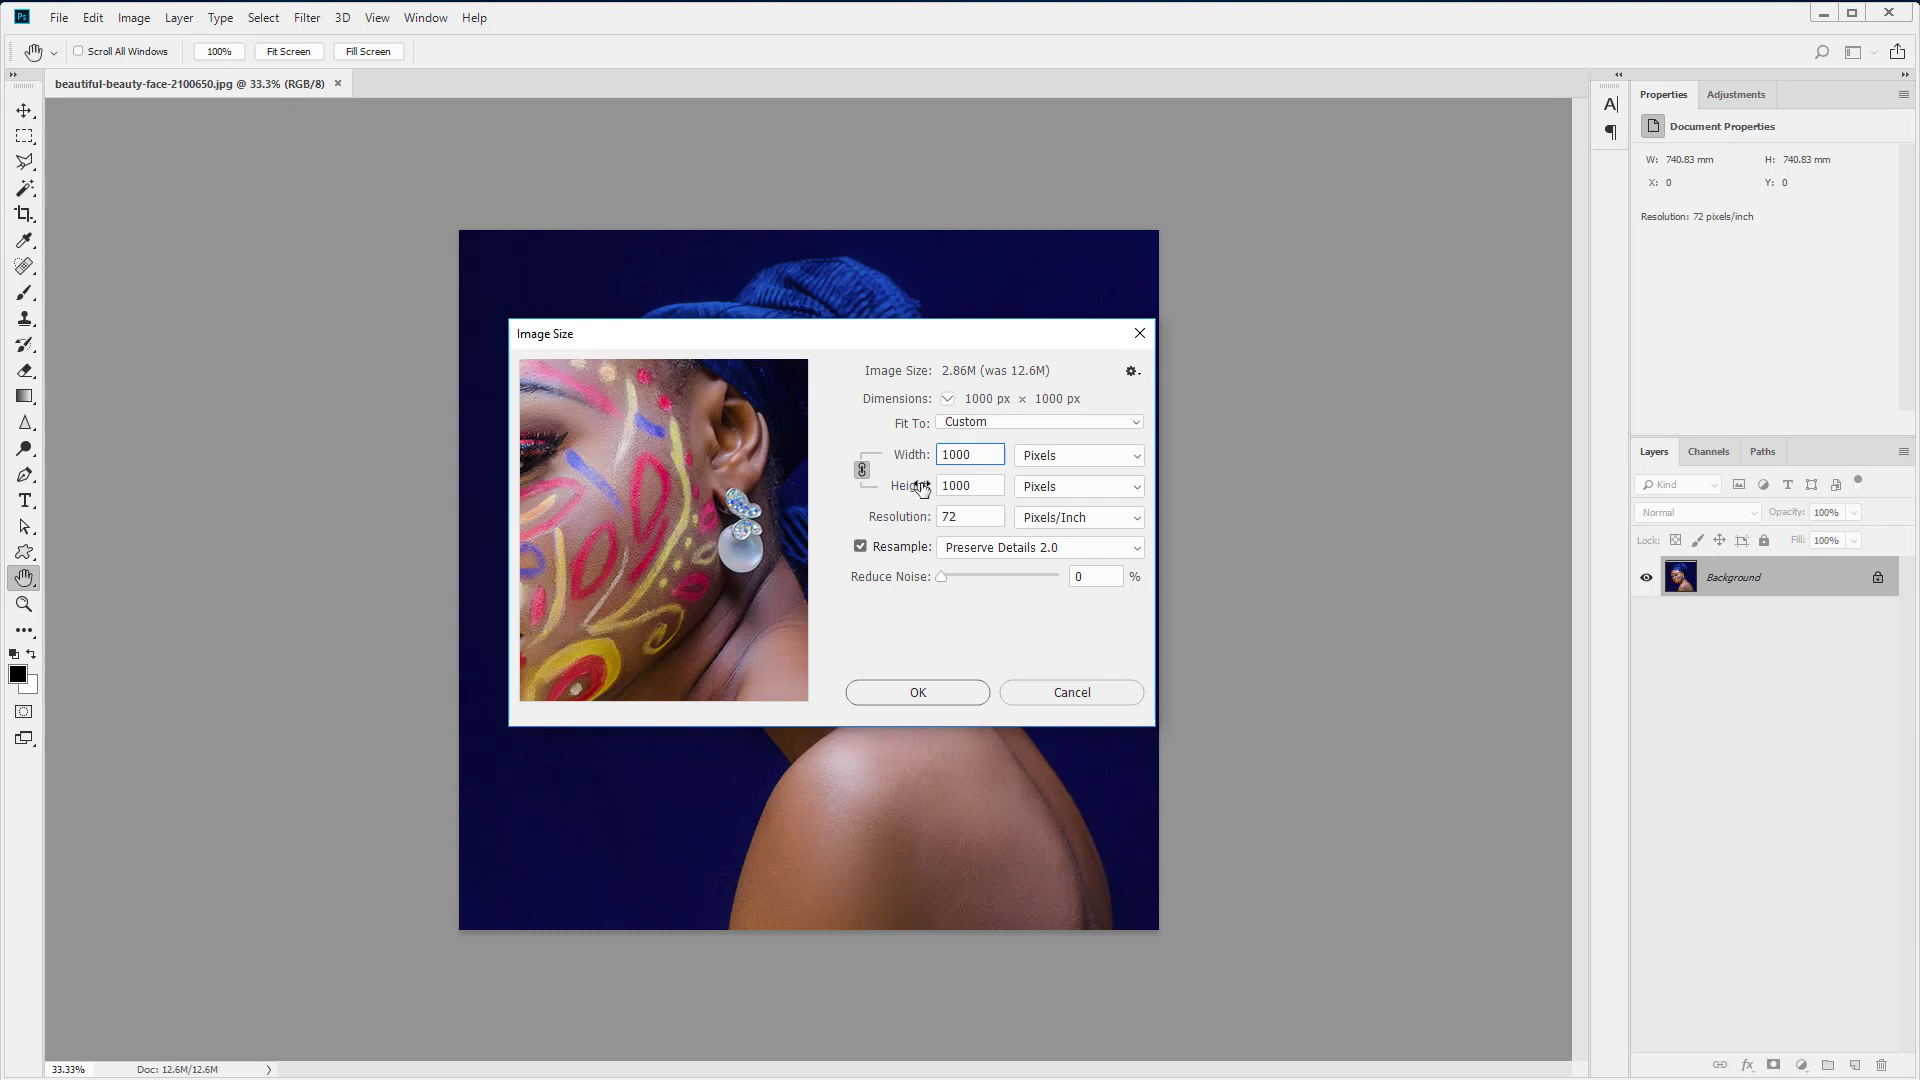 Ps File Edit Image Layer Type Select Filter 3D View Window Help
Scroll All Windows 100% Fit Screen Fill Screen
beautiful-beauty-face-2100650.jpg @ 33.3% (RGB/8)
Properties Adjustments
Document Properties
W: 740.83 mm H: 740.83 mm
X: 0 Y: 0
Resolution: 72 pixels/inch
Image Size
Image Size: 2.86M (was 12.6M)
Dimensions: 1000 px × 1000 px
Fit To: Custom
Width: 1000 Pixels
Height: 1000 Pixels
Resolution: 72 Pixels/Inch
Resample: Preserve Details 2.0
Reduce Noise: 0 %
OK Cancel
Layers Channels Paths
Kind
Normal Opacity: 100%
Lock: Fill: 100%
Background
33.33% Doc: 12.6M/12.6M